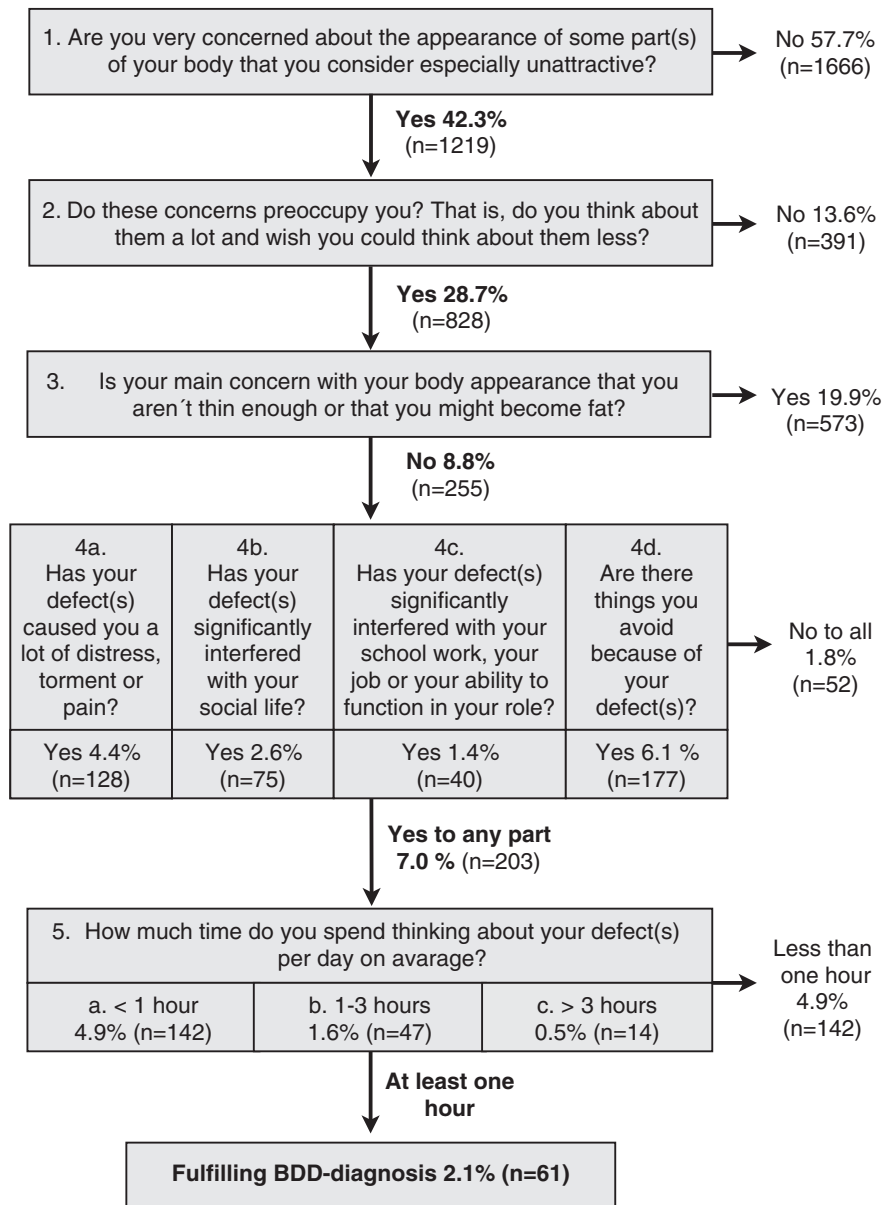 1. Are you very concerned about the appearance of some part(s)
of your body that you consider especially unattractive?
No 57.7%
(n=1666)
Yes 42.3%
(n=1219)
2. Do these concerns preoccupy you? That is, do you think about
them a lot and wish you could think about them less?
No 13.6%
(n=391)
Yes 28.7%
(n=828)
3. Is your main concern with your body appearance that you
aren´t thin enough or that you might become fat?
Yes 19.9%
(n=573)
No 8.8%
(n=255)
4a.
Has your
defect(s)
caused you a
lot of distress,
torment or
pain?
Yes 4.4%
(n=128)
4b.
Has your
defect(s)
significantly
interfered
with your
social life?
Yes 2.6%
(n=75)
4c.
Has your defect(s)
significantly
interfered with your
school work, your
job or your ability to
function in your role?
Yes 1.4%
(n=40)
4d.
Are there
things you
avoid
because of
your
defect(s)?
Yes 6.1 %
(n=177)
No to all
1.8%
(n=52)
Yes to any part
7.0 % (n=203)
5. How much time do you spend thinking about your defect(s)
per day on avarage?
a. < 1 hour
4.9% (n=142)
b. 1-3 hours
1.6% (n=47)
c. > 3 hours
0.5% (n=14)
Less than
one hour
4.9%
(n=142)
At least one
hour
Fulfilling BDD-diagnosis 2.1% (n=61)